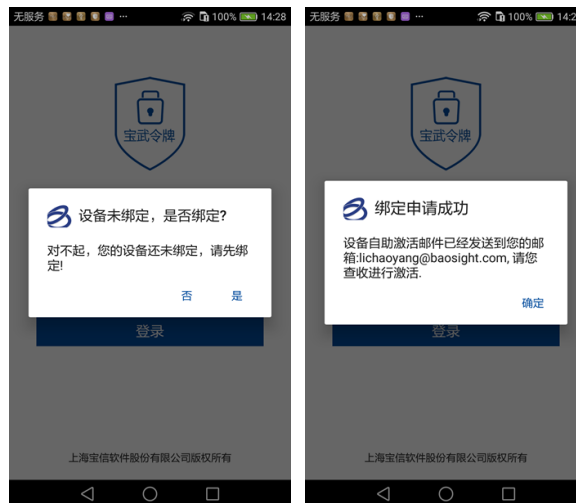 无服务 ... 100% 14:28
宝武令牌
设备未绑定，是否绑定?
对不起，您的设备还未绑定，请先绑
定!
否 是
登录
上海宝信软件股份有限公司版权所有
无服务 ... 100%
宝武令牌
绑定申请成功
设备自助激活邮件已经发送到您的邮
箱:lichaoyang@baosight.com, 请您
查收进行激活.
确定
登录
上海宝信软件股份有限公司版权所有